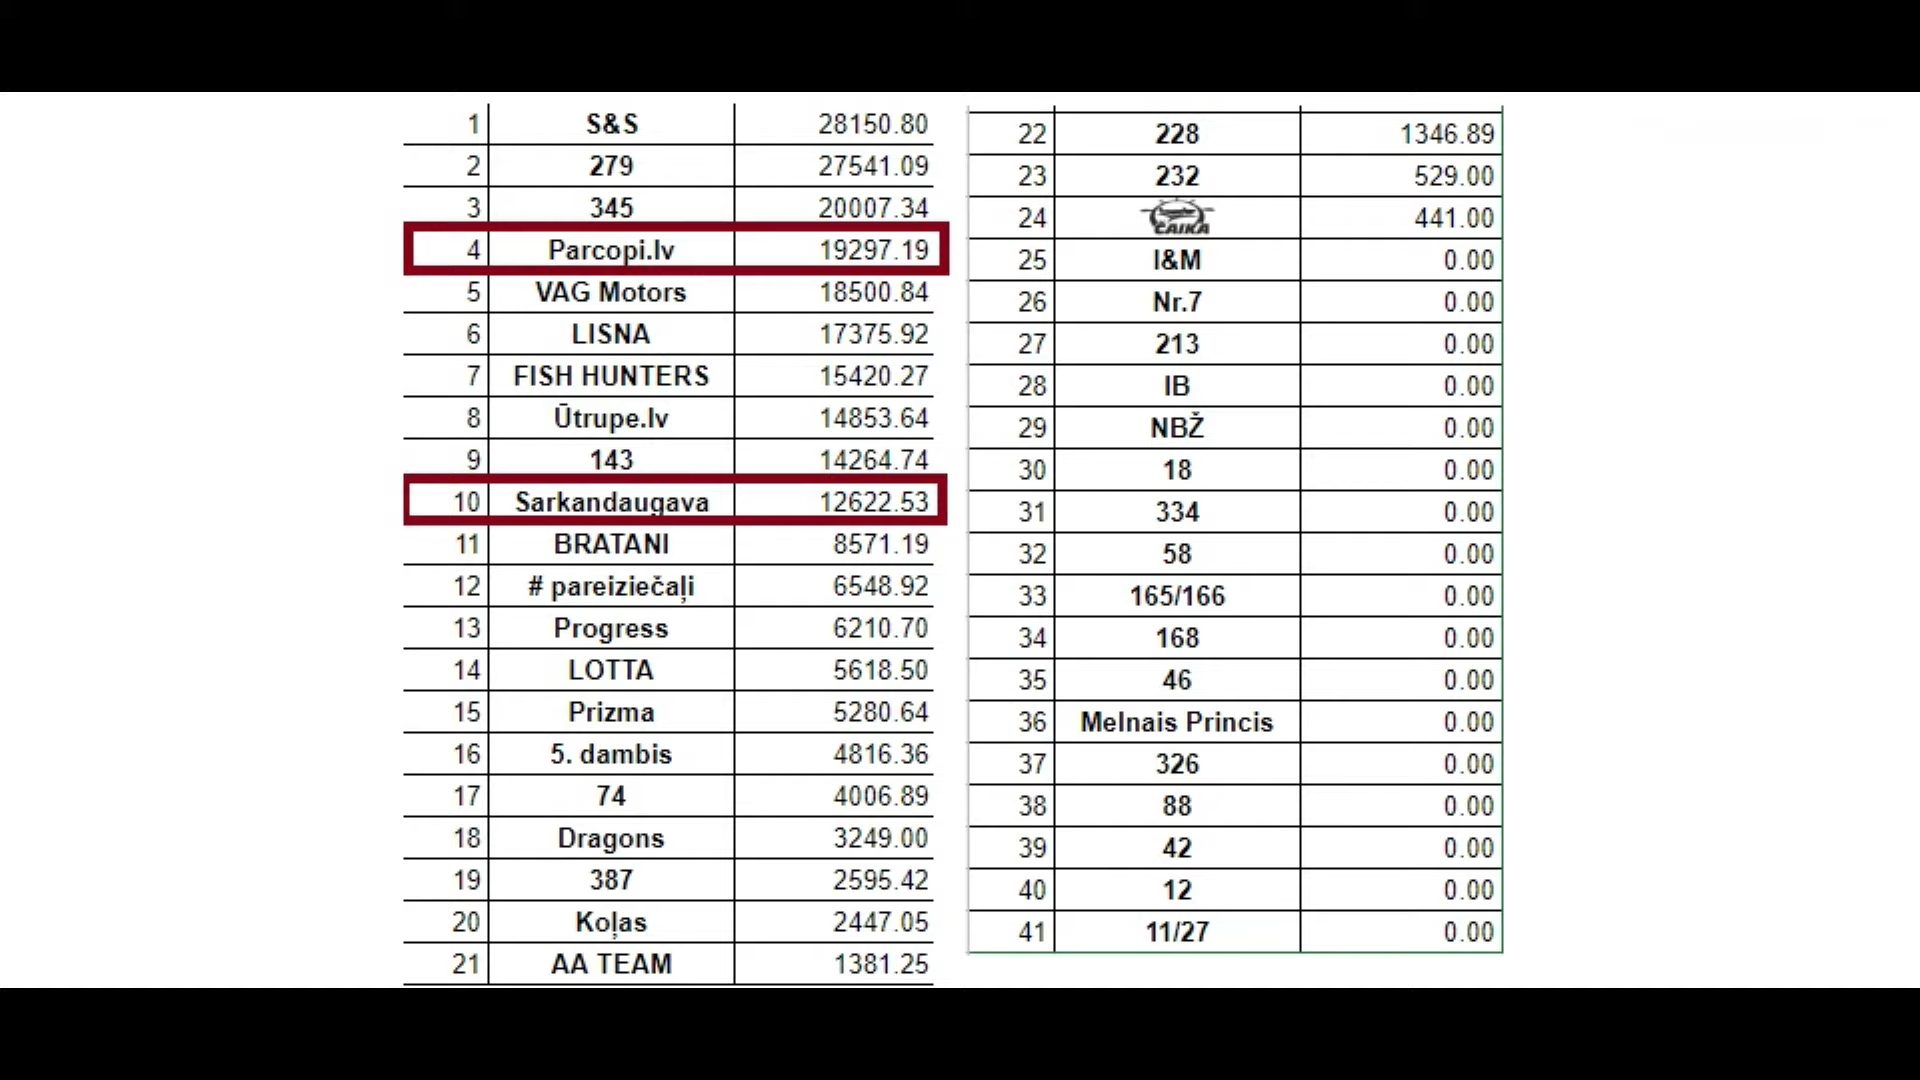 1 S&S 28150.80
2 279 27541.09
3 345 20007.34
4 Parcopi.lv 19297.19
5 VAG Motors 18500.84
6 LISNA 17375.92
7 FISH HUNTERS 15420.27
8 Ūtrupe.lv 14853.64
9 143 14264.74
10 Sarkandaugava 12622.53
11 BRATANI 8571.19
12 # pareiziečaļi 6548.92
13 Progress 6210.70
14 LOTTA 5618.50
15 Prizma 5280.64
16 5. dambis 4816.36
17 74 4006.89
18 Dragons 3249.00
19 387 2595.42
20 Koļas 2447.05
21 AA TEAM 1381.25
22 228 1346.89
23 232 529.00
24 CAIKA 441.00
25 I&M 0.00
26 Nr.7 0.00
27 213 0.00
28 IB 0.00
29 NBŽ 0.00
30 18 0.00
31 334 0.00
32 58 0.00
33 165/166 0.00
34 168 0.00
35 46 0.00
36 Melnais Princis 0.00
37 326 0.00
38 88 0.00
39 42 0.00
40 12 0.00
41 11/27 0.00